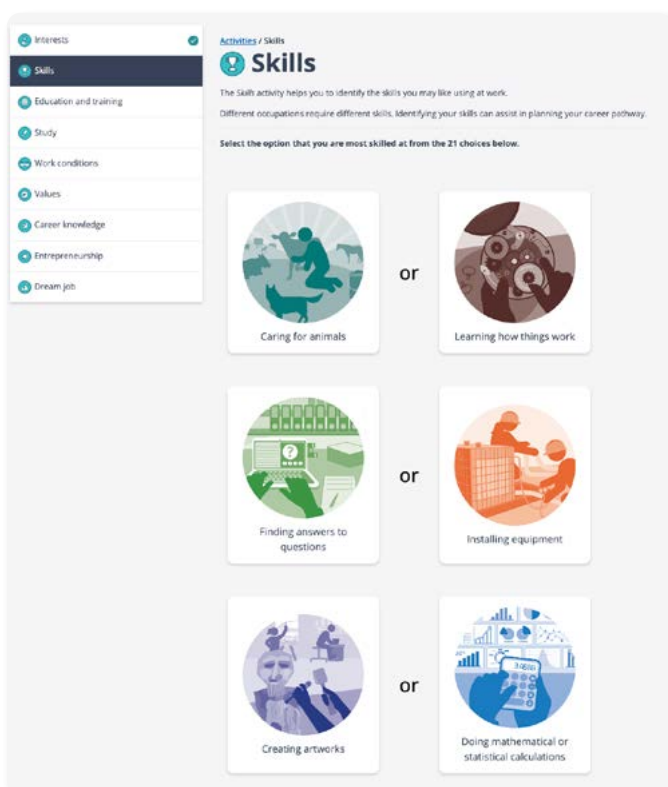 Interests
Skills
Education and training
Study
Work conditions
Values
Career knowledge
Entrepreneurship
Dream job
Activities / Skills
Skills
The Skills activity helps you to identify the skills you may like using at work.
Different occupations require different skills. Identifying your skills can assist in planning your career pathway.
Select the option that you are most skilled at from the 21 choices below.
or
Caring for animals
Learning how things work
?
or
Finding answers to
questions
Installing equipment
or
Creating artworks
Doing mathematical or
statistical calculations